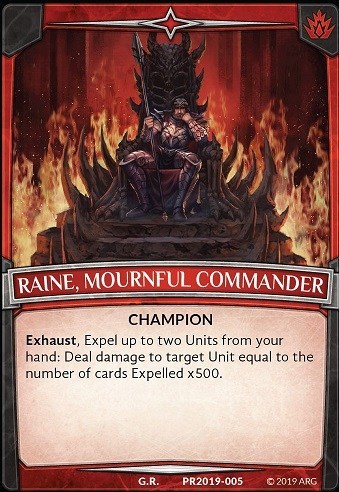 RAINE, MOURNFUL COMMANDER
CHAMPION
Exhaust, Expel up to two Units from your
hand: Deal damage to target Unit equal to the
number of cards Expelled x500.
G.R. PR2019-005 © 2019 ARG